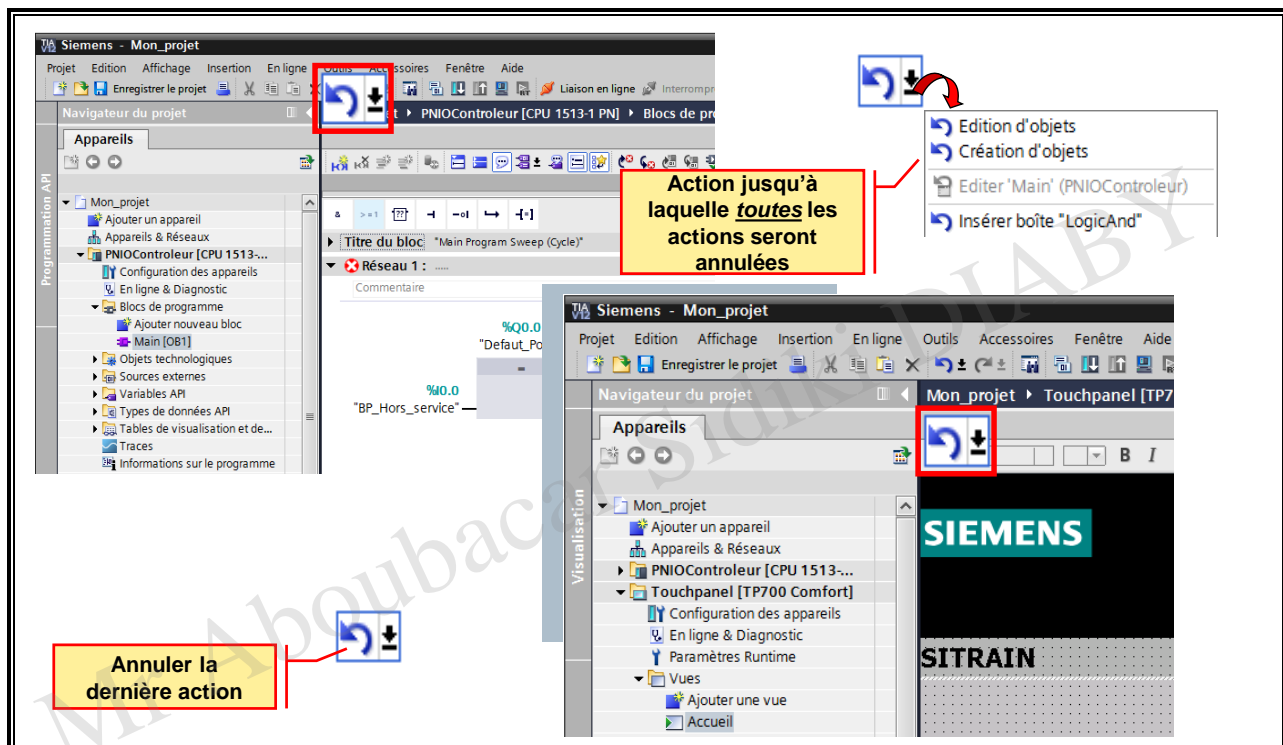 Siemens - Mon_projet
Projet Edition Affichage Insertion En ligne Outils Accessoires Fenêtre Aide
Enregistrer le projet Liaison en ligne
Navigateur du projet
PNIOControleur [CPU 1513-1 PN] Blocs de
Appareils
Programmation API
Mon_projet
Ajouter un appareil
Appareils & Réseaux
PNIOControleur [CPU 1513-...
Configuration des appareils
En ligne & Diagnostic
Blocs de programme
Ajouter nouveau bloc
Main [OB1]
Objets technologiques
Sources externes
Variables API
Types de données API
Tables de visualisation et de...
Traces
Informations sur le programme
& >=1 ??
Titre du bloc "Main Program Sweep (Cycle)"
Réseau 1 : .....
Commentaire
%Q0.0
"Defaut_Po
=
%I0.0
"BP_Hors_service"
Edition d'objets
Création d'objets
Editer 'Main' (PNIOControleur)
Insérer boîte "LogicAnd"
Action jusqu'à
laquelle toutes les
actions seront
annulées
Siemens - Mon_projet
Projet Edition Affichage Insertion En ligne Outils Accessoires Fenêtre Aide
Enregistrer le projet
Navigateur du projet
Mon_projet Touchpanel [TP7
Appareils
B I
Visualisation
Mon_projet
Ajouter un appareil
Appareils & Réseaux
PNIOControleur [CPU 1513-...
Touchpanel [TP700 Comfort]
Configuration des appareils
En ligne & Diagnostic
Paramètres Runtime
Vues
Ajouter une vue
Accueil
SIEMENS
SITRAIN
Annuler la
dernière action
Mr Aboubacar Sidiki DIABY